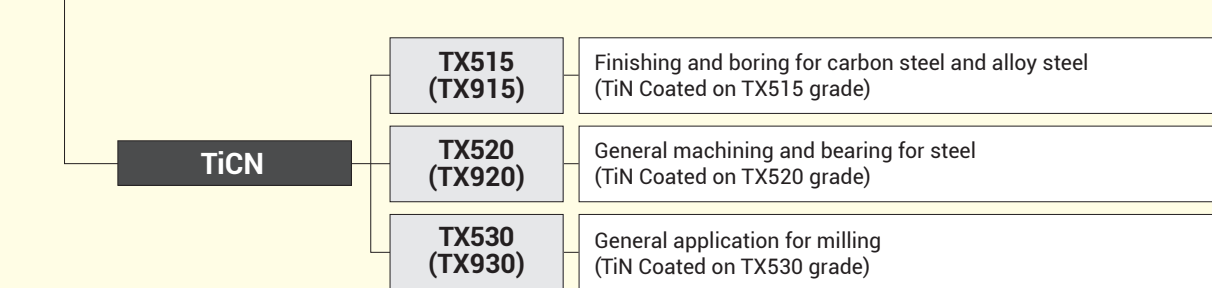 TiCN
TX515
(TX915)
Finishing and boring for carbon steel and alloy steel
(TiN Coated on TX515 grade)
TX520
(TX920)
General machining and bearing for steel
(TiN Coated on TX520 grade)
TX530
(TX930)
General application for milling
(TiN Coated on TX530 grade)